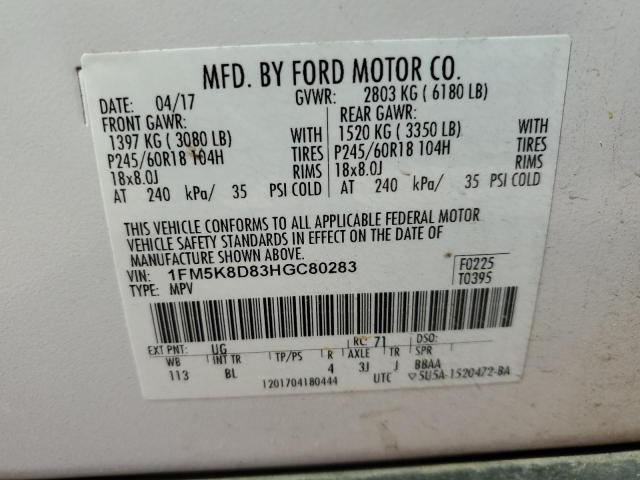 MFD. BY FORD MOTOR CO.
DATE: 04/17 GVWR: 2803 KG ( 6180 LB)
FRONT GAWR: REAR GAWR:
1397 KG ( 3080 LB) WITH 1520 KG ( 3350 LB) WITH
P245/60R18 104H TIRES P245/60R18 104H TIRES
18x8.0J RIMS 18x8.0J RIMS
AT 240 kPa/ 35 PSI COLD AT 240 kPa/ 35 PSI COLD
THIS VEHICLE CONFORMS TO ALL APPLICABLE FEDERAL MOTOR
VEHICLE SAFETY STANDARDS IN EFFECT ON THE DATE OF
MANUFACTURE SHOWN ABOVE.
VIN: 1FM5K8D83HGC80283 F0225
TYPE: MPV T0395
EXT PNT: UG RC: 71 DSO:
WB INT TR TP/PS R AXLE TR SPR
113 BL 4 3J J BBAA
1201704180444 UTC ▽5U5A-1520472-BA